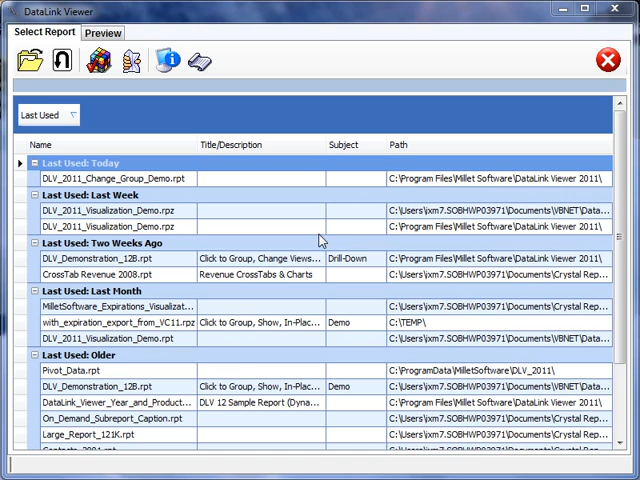 DataLink Viewer
Select Report Preview
Last Used
Name Title/Description Subject Path
Last Used: Today
DLV_2011_Change_Group_Demo.rpt C:\Program Files\Millet Software\DataLink Viewer 2011\
Last Used: Last Week
DLV_2011_Visualization_Demo.rpz C:\Users\ixm7.SOBHWP03971\Documents\VBNET\Data...
DLV_2011_Visualization_Demo.rpz C:\Program Files\Millet Software\DataLink Viewer 2011\
Last Used: Two Weeks Ago
DLV_Demonstration_12B.rpt Click to Group, Change Views... Drill-Down C:\Program Files\Millet Software\DataLink Viewer 2011\
CrossTab Revenue 2008.rpt Revenue CrossTabs & Charts C:\Users\ixm7.SOBHWP03971\Documents\Crystal Rep...
Last Used: Last Month
MilletSoftware_Expirations_Visualizat... C:\Users\ixm7.SOBHWP03971\Documents\Crystal Rep...
with_expiration_export_from_VC11.rpz Click to Group, Show, In-Plac... Demo C:\TEMP\
DLV_2011_Visualization_Demo.rpt C:\Users\ixm7.SOBHWP03971\Documents\VBNET\Data...
Last Used: Older
Pivot_Data.rpt C:\ProgramData\MilletSoftware\DLV_2011\
DLV_Demonstration_12B.rpt Click to Group, Show, In-Plac... Demo C:\Users\ixm7.SOBHWP03971\Documents\Crystal Rep...
DataLink_Viewer_Year_and_Product... DLV 12 Sample Report (Dyna... C:\Users\ixm7.SOBHWP03971\Documents\Crystal Rep...
On_Demand_Subreport_Caption.rpt C:\Users\ixm7.SOBHWP03971\Documents\Crystal Rep...
Large_Report_121K.rpt C:\Users\ixm7.SOBHWP03971\Documents\Crystal Rep...